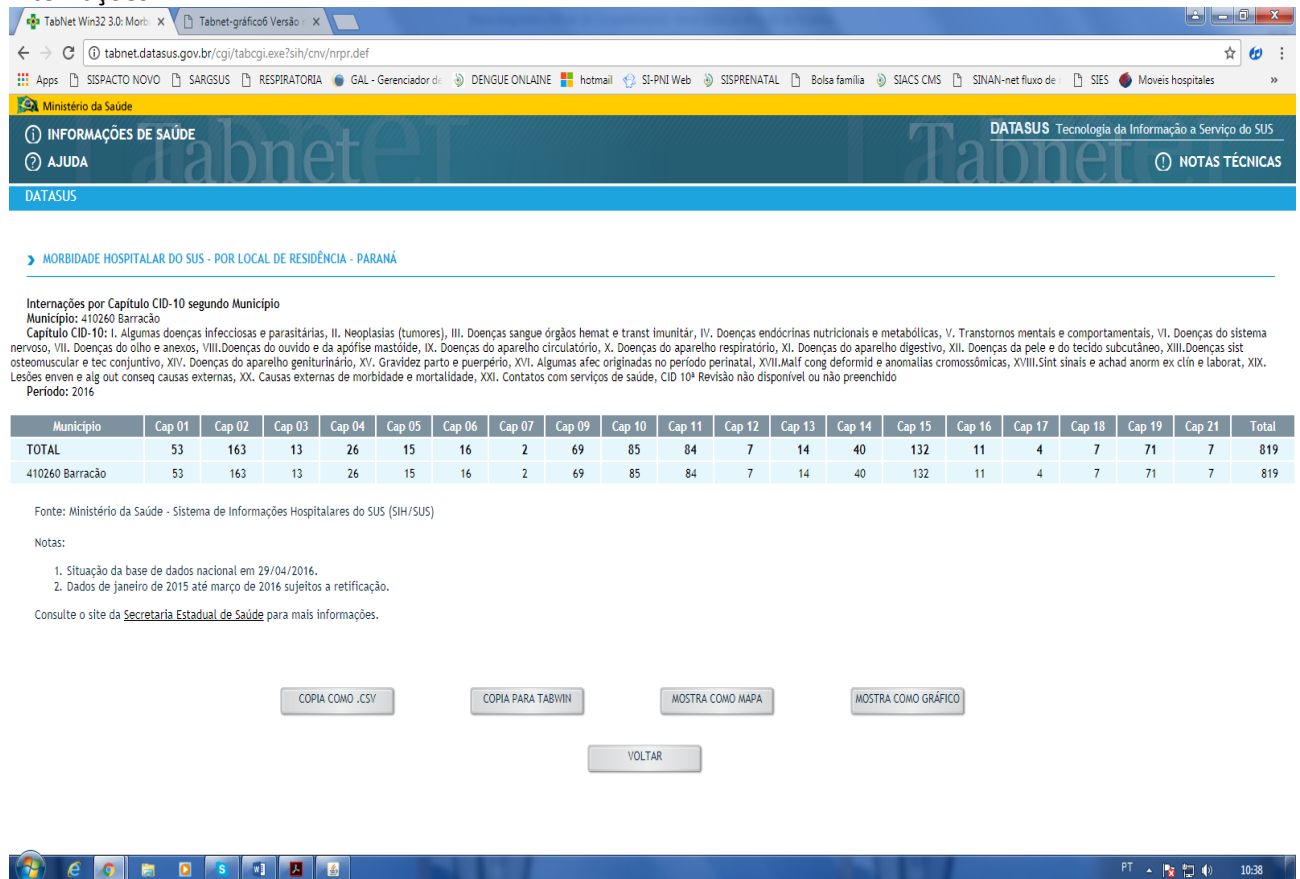 TabNet Win32 3.0: Morb
Tabnet-gráfico6 Versão
tabnet.datasus.gov.br/cgi/tabcgi.exe?sih/cnv/nrpr.def
Apps SISPACTO NOVO SARGSUS RESPIRATORIA GAL - Gerenciador de DENGUE ONLAINE hotmail SI-PNI Web SISPRENATAL Bolsa família SIACS CMS SINAN-net fluxo de SIES Moveis hospitales »
Ministério da Saúde
INFORMAÇÕES DE SAÚDE
DATASUS Tecnologia da Informação a Serviço do SUS
AJUDA
Tabnet
Tabnet
NOTAS TÉCNICAS
DATASUS
MORBIDADE HOSPITALAR DO SUS - POR LOCAL DE RESIDÊNCIA - PARANÁ
Internações por Capítulo CID-10 segundo Município
Município: 410260 Barracão
Capítulo CID-10: I. Algumas doenças infecciosas e parasitárias, II. Neoplasias (tumores), III. Doenças sangue órgãos hemat e transt imunitár, IV. Doenças endócrinas nutricionais e metabólicas, V. Transtornos mentais e comportamentais, VI. Doenças do sistema
nervoso, VII. Doenças do olho e anexos, VIII.Doenças do ouvido e da apófise mastóide, IX. Doenças do aparelho circulatório, X. Doenças do aparelho respiratório, XI. Doenças do aparelho digestivo, XII. Doenças da pele e do tecido subcutâneo, XIII.Doenças sist
osteomuscular e tec conjuntivo, XIV. Doenças do aparelho geniturinário, XV. Gravidez parto e puerpério, XVI. Algumas afec originadas no período perinatal, XVII.Malf cong deformid e anomalias cromossômicas, XVIII.Sint sinais e achad anorm ex clín e laborat, XIX.
Lesões enven e alg out conseq causas externas, XX. Causas externas de morbidade e mortalidade, XXI. Contatos com serviços de saúde, CID 10ª Revisão não disponível ou não preenchido
Período: 2016
Município Cap 01 Cap 02 Cap 03 Cap 04 Cap 05 Cap 06 Cap 07 Cap 09 Cap 10 Cap 11 Cap 12 Cap 13 Cap 14 Cap 15 Cap 16 Cap 17 Cap 18 Cap 19 Cap 21 Total
TOTAL 53 163 13 26 15 16 2 69 85 84 7 14 40 132 11 4 7 71 7 819
410260 Barracão 53 163 13 26 15 16 2 69 85 84 7 14 40 132 11 4 7 71 7 819
Fonte: Ministério da Saúde - Sistema de Informações Hospitalares do SUS (SIH/SUS)
Notas:
1. Situação da base de dados nacional em 29/04/2016.
2. Dados de janeiro de 2015 até março de 2016 sujeitos a retificação.
Consulte o site da Secretaria Estadual de Saúde para mais informações.
COPIA COMO .CSV COPIA PARA TABWIN MOSTRA COMO MAPA MOSTRA COMO GRÁFICO
VOLTAR
PT 10:38